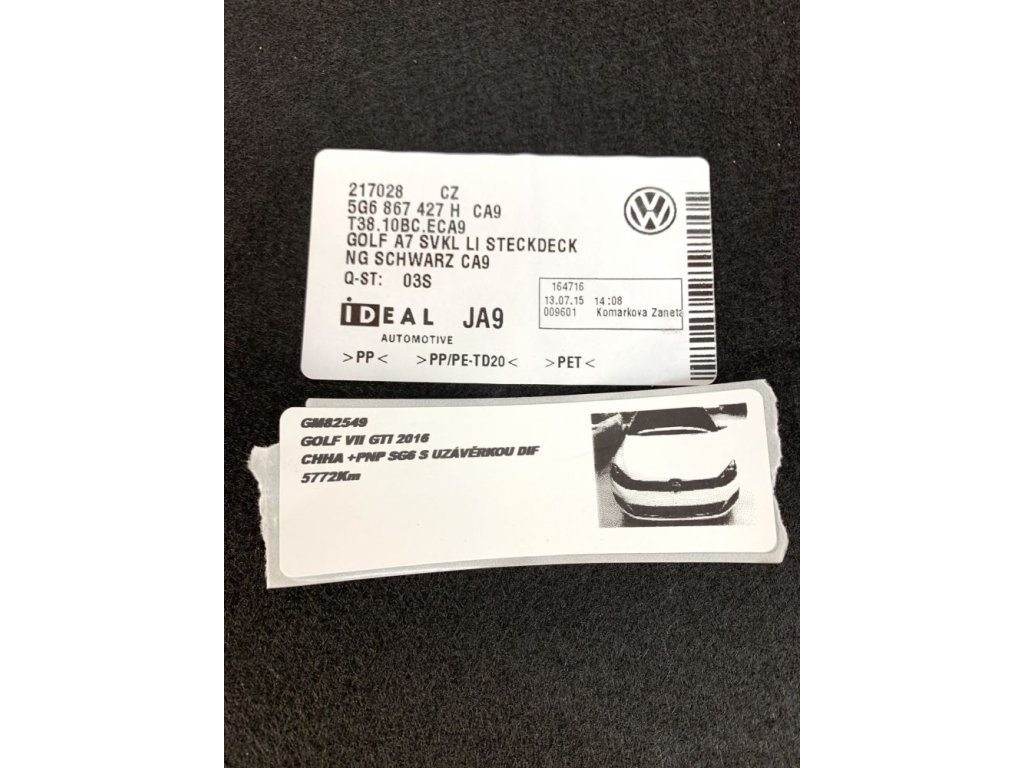 217028 CZ
5G6 867 427 H CA9
T38.10BC.ECA9
GOLF A7 SVKL LI STECKDECK
NG SCHWARZ CA9
Q-ST: 03S
164716
13.07.15 14:08
009601 Komarkova Zaneta
iDEAL JA9
AUTOMOTIVE
>PP< >PP/PE-TD20< >PET<
GM82549
GOLF VII GTI 2016
CHHA +PNP SG6 S UZÁVĚRKOU DIF
5772Km